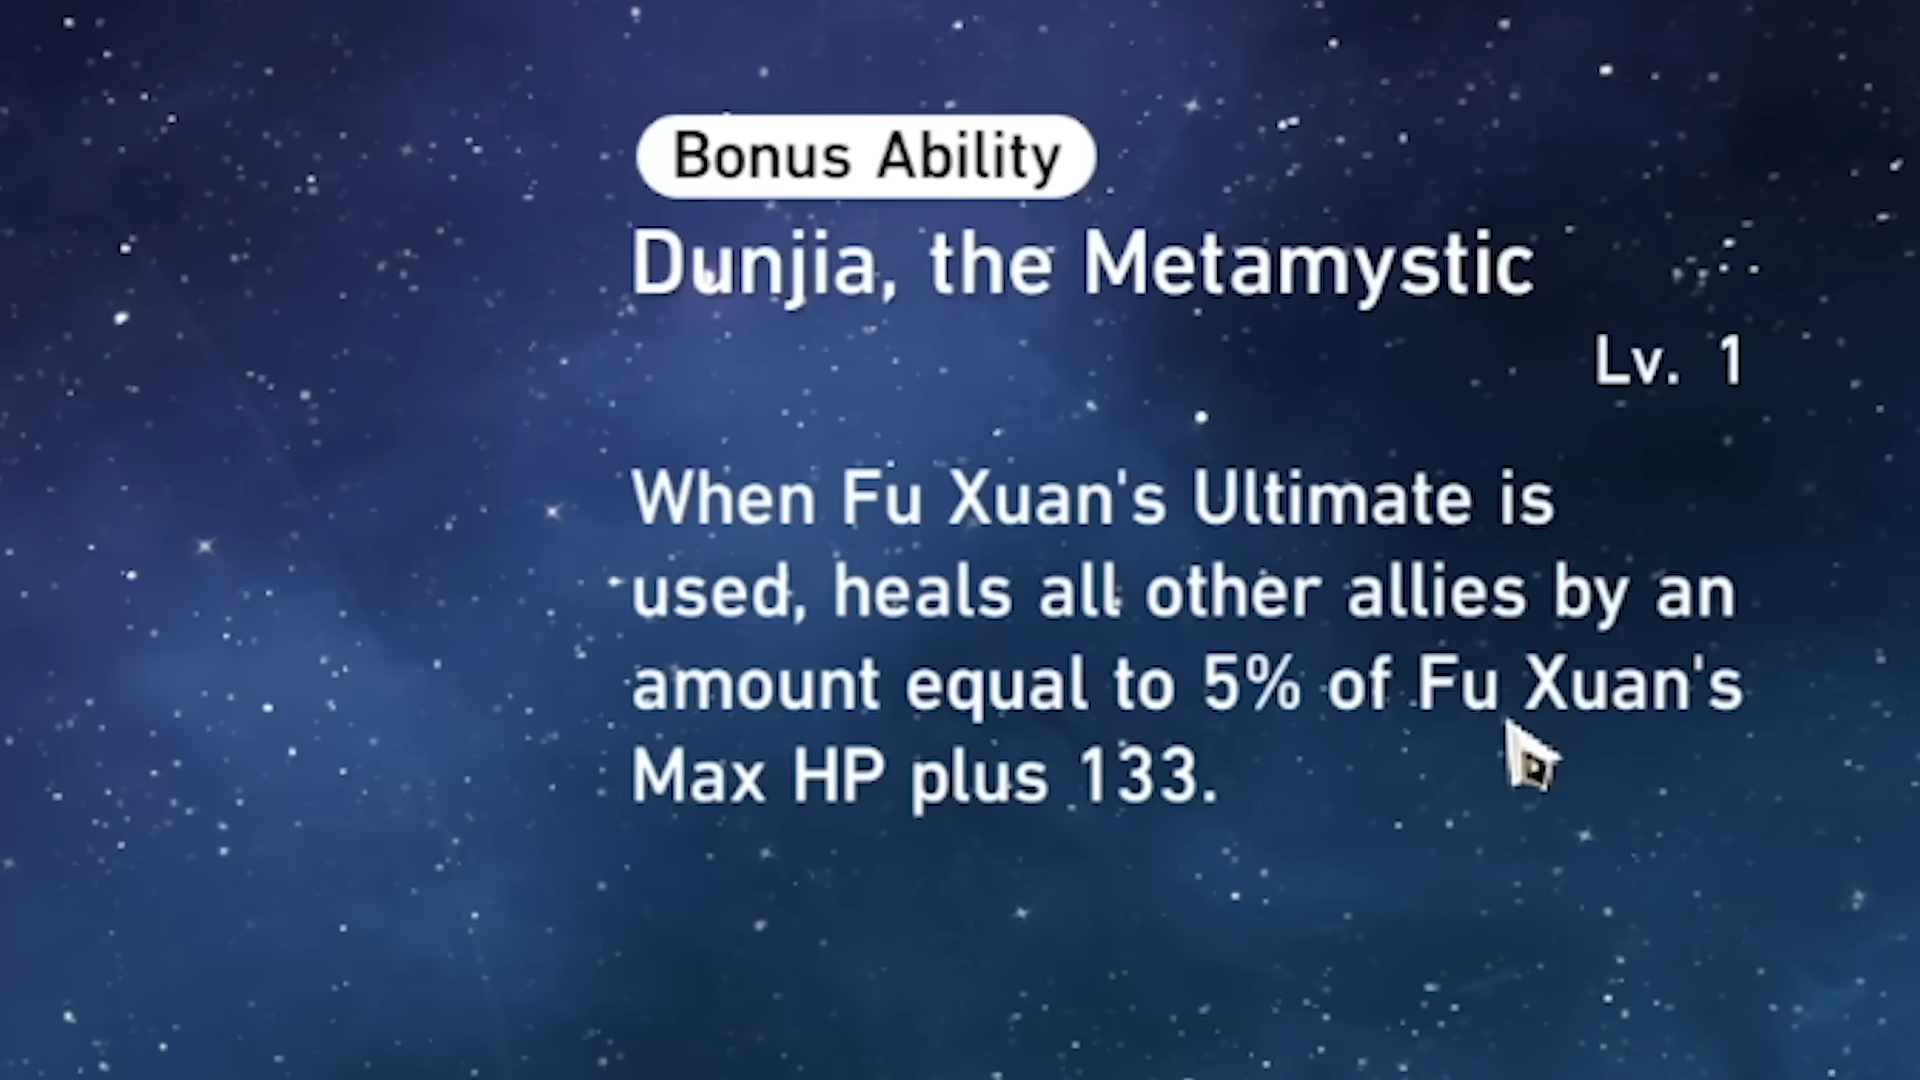 Bonus Ability
Dunjia, the Metamystic
Lv. 1
When Fu Xuan's Ultimate is
used, heals all other allies by an
amount equal to 5% of Fu Xuan's
Max HP plus 133.